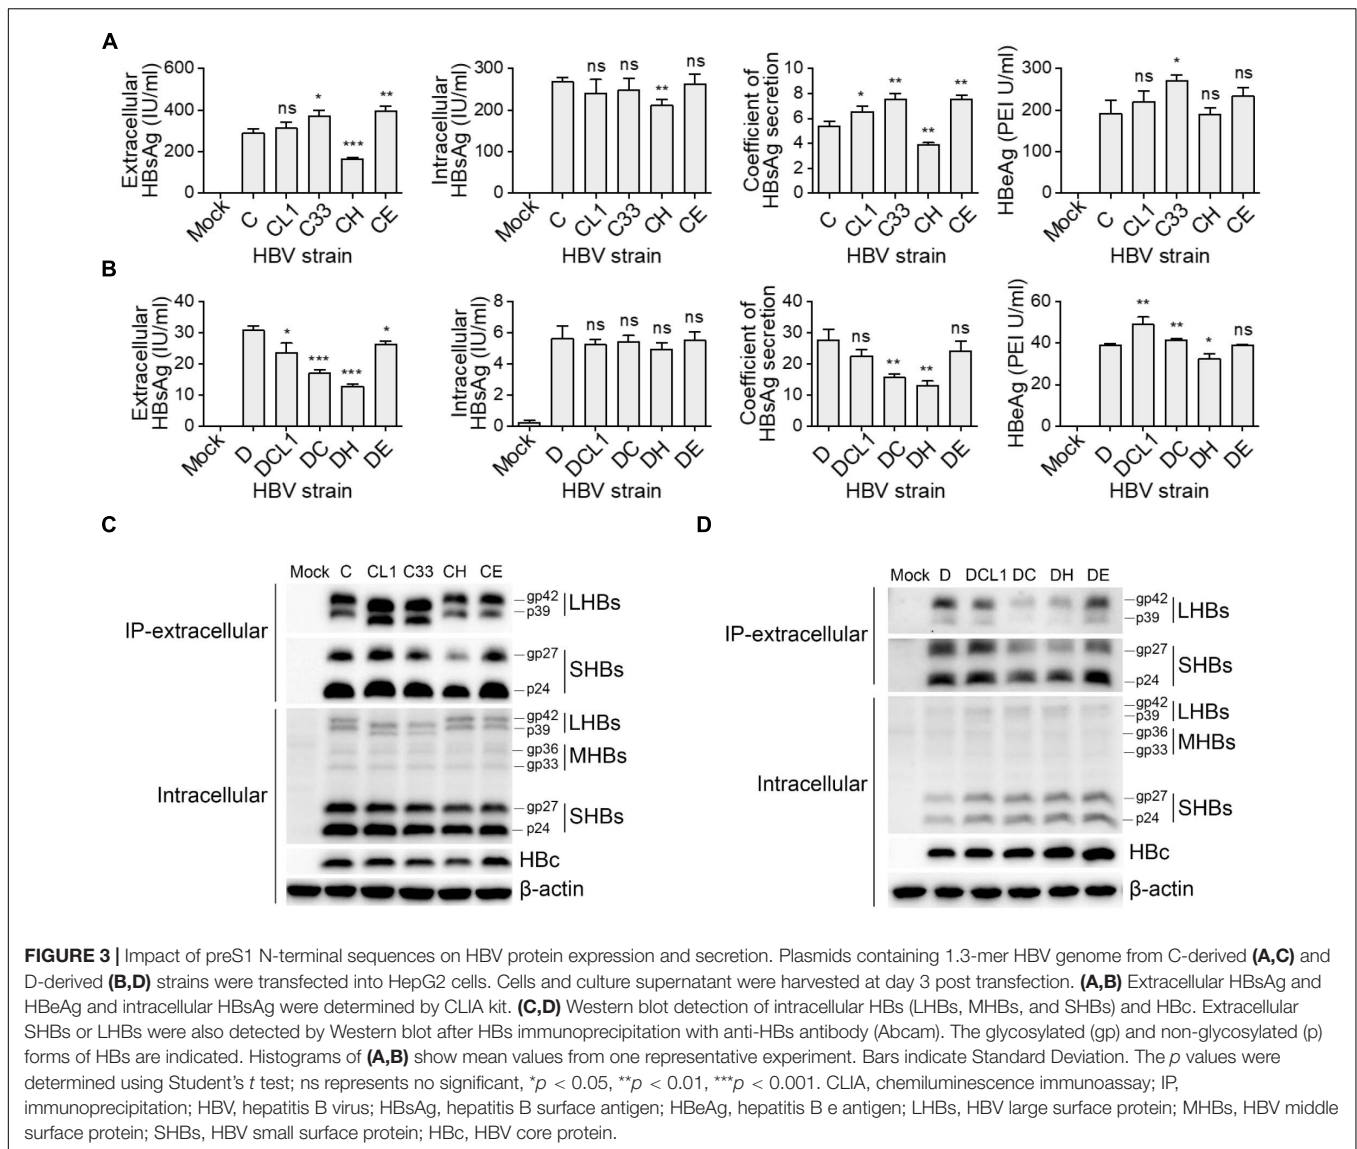 A
Extracellular
HBsAg (IU/ml)
600
400
200
0
ns
*
***
**
Mock
C
CL1
C33
CH
CE
HBV strain
Intracellular
HBsAg (IU/ml)
300
200
100
0
ns
ns
**
ns
Mock
C
CL1
C33
CH
CE
HBV strain
Coefficient of
HBsAg secretion
10
8
6
4
2
0
*
**
**
**
C
CL1
C33
CH
CE
HBV strain
HBeAg (PEI U/ml)
300
200
100
0
ns
*
ns
ns
Mock
C
CL1
C33
CH
CE
HBV strain
B
Extracellular
HBsAg (IU/ml)
40
30
20
10
0
*
***
***
*
Mock
D
DCL1
DC
DH
DE
HBV strain
Intracellular
HBsAg (IU/ml)
8
6
4
2
0
ns
ns
ns
ns
Mock
D
DCL1
DC
DH
DE
HBV strain
Coefficient of
HBsAg secretion
40
30
20
10
0
ns
**
**
ns
D
DCL1
DC
DH
DE
HBV strain
HBeAg (PEI U/ml)
60
40
20
0
**
**
*
ns
Mock
D
DCL1
DC
DH
DE
HBV strain
C
Mock C CL1 C33 CH CE
IP-extracellular
gp42
p39
LHBs
gp27
p24
SHBs
Intracellular
gp42
p39
LHBs
gp36
gp33
MHBs
gp27
p24
SHBs
HBc
β-actin
D
Mock D DCL1 DC DH DE
IP-extracellular
gp42
p39
LHBs
gp27
p24
SHBs
Intracellular
gp42
p39
LHBs
gp36
gp33
MHBs
gp27
p24
SHBs
HBc
β-actin
FIGURE 3 | Impact of preS1 N-terminal sequences on HBV protein expression and secretion. Plasmids containing 1.3-mer HBV genome from C-derived (A,C) and
D-derived (B,D) strains were transfected into HepG2 cells. Cells and culture supernatant were harvested at day 3 post transfection. (A,B) Extracellular HBsAg and
HBeAg and intracellular HBsAg were determined by CLIA kit. (C,D) Western blot detection of intracellular HBs (LHBs, MHBs, and SHBs) and HBc. Extracellular
SHBs or LHBs were also detected by Western blot after HBs immunoprecipitation with anti-HBs antibody (Abcam). The glycosylated (gp) and non-glycosylated (p)
forms of HBs are indicated. Histograms of (A,B) show mean values from one representative experiment. Bars indicate Standard Deviation. The p values were
determined using Student's t test; ns represents no significant, *p < 0.05, **p < 0.01, ***p < 0.001. CLIA, chemiluminescence immunoassay; IP,
immunoprecipitation; HBV, hepatitis B virus; HBsAg, hepatitis B surface antigen; HBeAg, hepatitis B e antigen; LHBs, HBV large surface protein; MHBs, HBV middle
surface protein; SHBs, HBV small surface protein; HBc, HBV core protein.